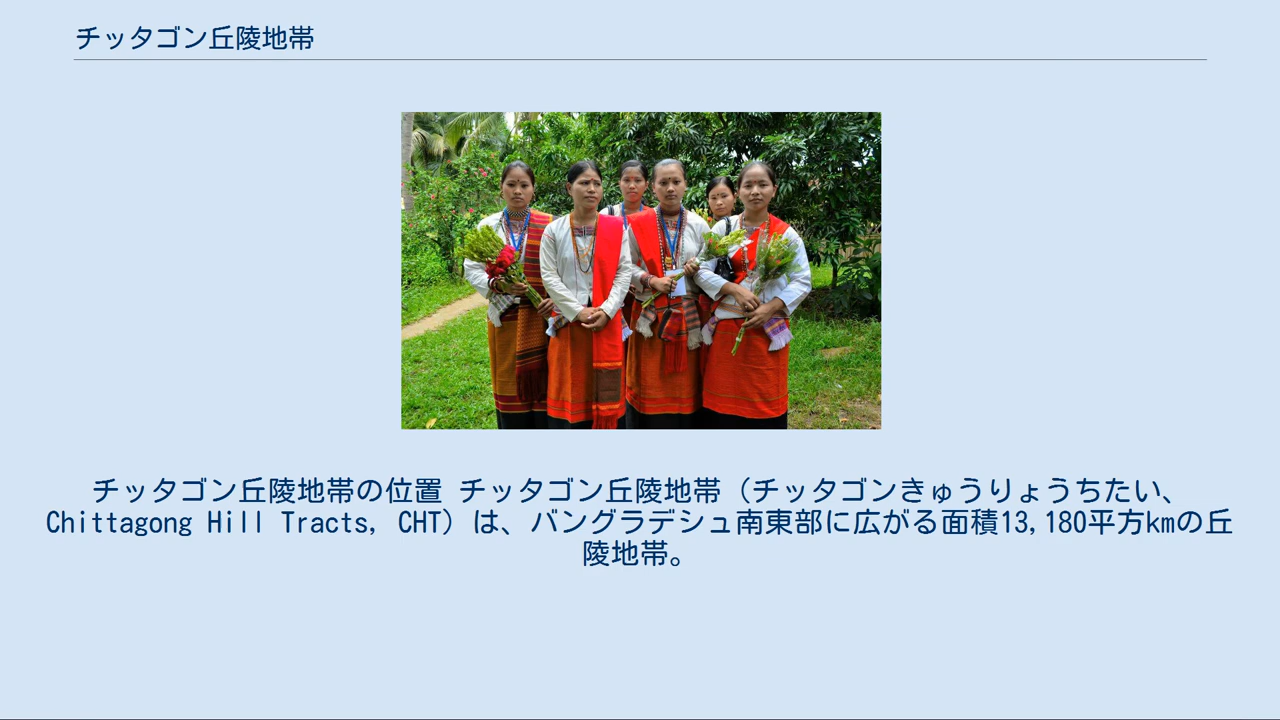 チッタゴン丘陵地帯
チッタゴン丘陵地帯の位置 チッタゴン丘陵地帯（チッタゴンきゅうりょうちたい、
Chittagong Hill Tracts, CHT）は、バングラデシュ南東部に広がる面積13,180平方kmの丘
陵地帯。